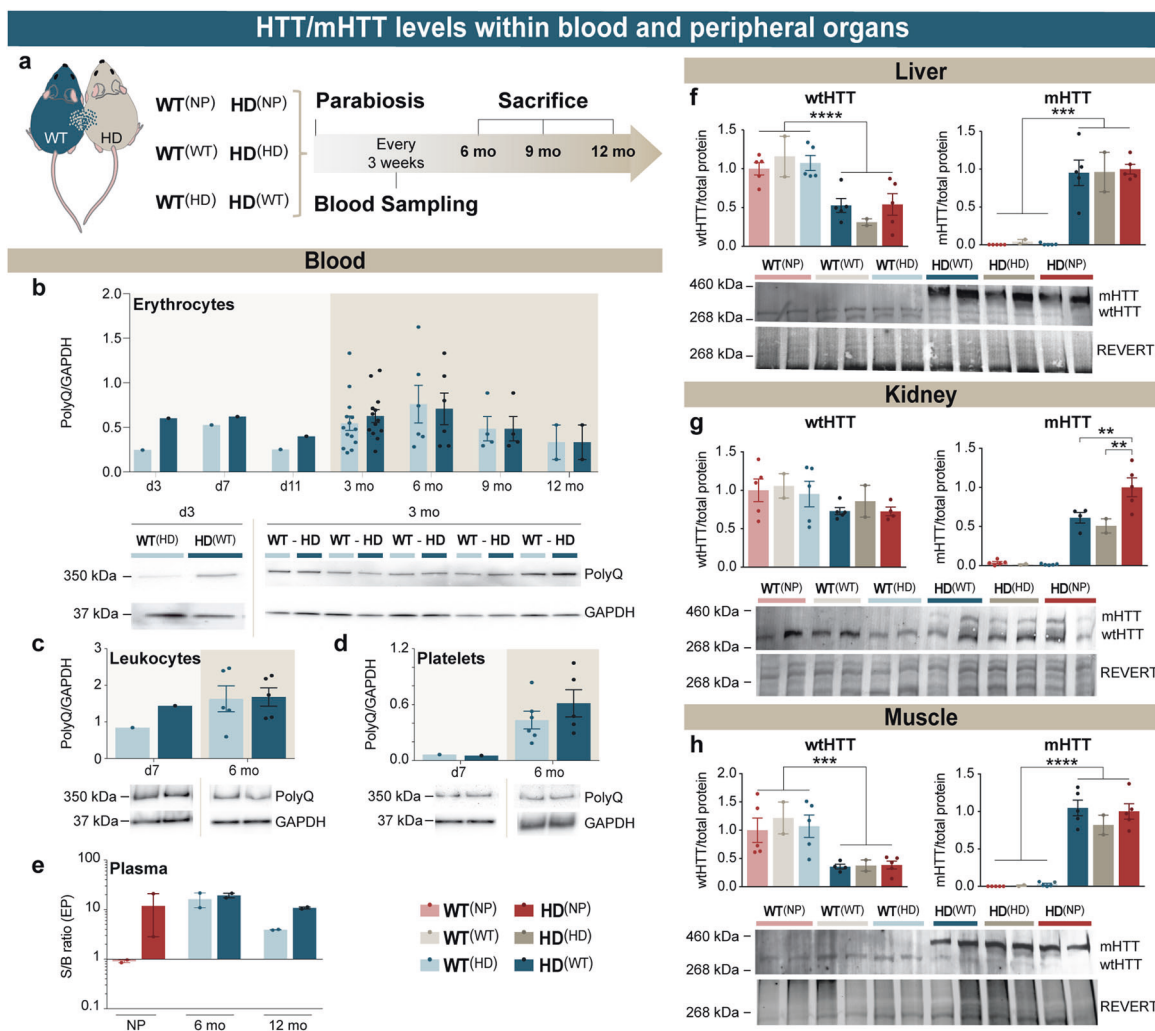 HTT/mHTT levels within blood and peripheral organs
a
WT
HD
WT(NP) HD(NP)
WT(WT) HD(HD)
WT(HD) HD(WT)
Parabiosis
Sacrifice
Every
3 weeks
6 mo 9 mo 12 mo
Blood Sampling
Blood
b
Erythrocytes
PolyQ/GAPDH
2.0
1.5
1.0
0.5
0.0
d3 d7 d11 3 mo 6 mo 9 mo 12 mo
d3 3 mo
WT(HD) HD(WT) WT - HD WT - HD WT - HD WT - HD WT - HD
350 kDa PolyQ
37 kDa GAPDH
c
Leukocytes
PolyQ/GAPDH
3
2
1
0
d7 6 mo
350 kDa PolyQ
37 kDa GAPDH
d
Platelets
PolyQ/GAPDH
1.2
0.6
0.0
d7 6 mo
350 kDa PolyQ
37 kDa GAPDH
e
Plasma
S/B ratio (EP)
100
10
1
0.1
NP 6 mo 12 mo
WT(NP) HD(NP)
WT(WT) HD(HD)
WT(HD) HD(WT)
Liver
f
wtHTT
****
wtHTT/total protein
1.5
1.0
0.5
0.0
mHTT
***
mHTT/total protein
1.5
1.0
0.5
0.0
WT(NP) WT(WT) WT(HD) HD(WT) HD(HD) HD(NP)
460 kDa mHTT
268 kDa wtHTT
268 kDa REVERT
Kidney
g
wtHTT
wtHTT/total protein
2.0
1.5
1.0
0.5
0.0
mHTT
**
**
mHTT/total protein
1.5
1.0
0.5
0.0
WT(NP) WT(WT) WT(HD) HD(WT) HD(HD) HD(NP)
460 kDa mHTT
268 kDa wtHTT
268 kDa REVERT
Muscle
h
wtHTT
***
wtHTT/total protein
2.0
1.5
1.0
0.5
0.0
mHTT
****
mHTT/total protein
1.5
1.0
0.5
0.0
WT(NP) WT(WT) WT(HD) HD(WT) HD(HD) HD(NP)
460 kDa mHTT
268 kDa wtHTT
268 kDa REVERT